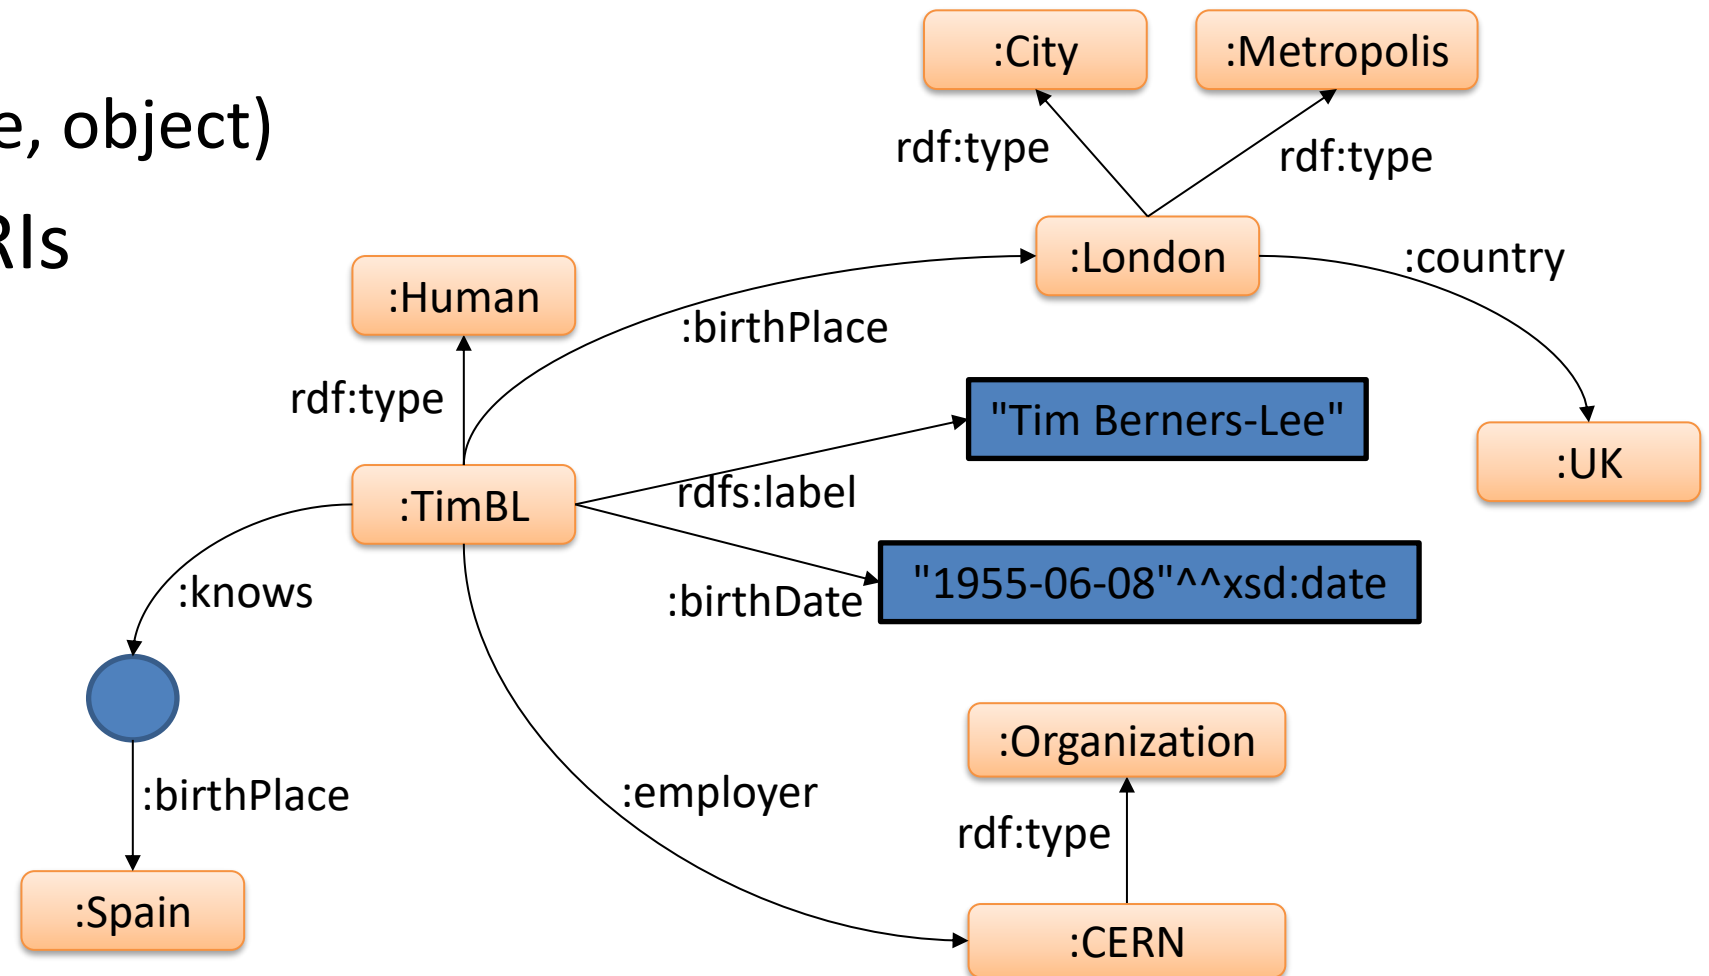 :City
:Metropolis
e, object)
rdf:type
rdf:type
RIs
:London
:country
:Human
:birthPlace
rdf:type
"Tim Berners-Lee"
:UK
rdfs:label
:TimBL
"1955-06-08"^^xsd:date
:knows
:birthDate
:Organization
:birthPlace
:employer
rdf:type
:Spain
:CERN